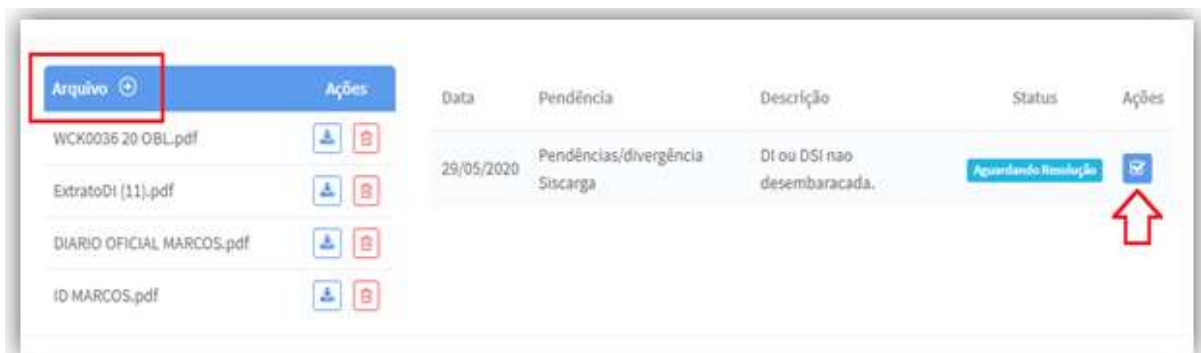 Arquivo Ações
WCK0036 20 OBL.pdf
ExtratoDI (11).pdf
DIARIO OFICIAL MARCOS.pdf
ID MARCOS.pdf
Data Pendência Descrição Status Ações
29/05/2020 Pendências/divergência Siscarga DI ou DSI nao desembaracada. Aguardando Resolução